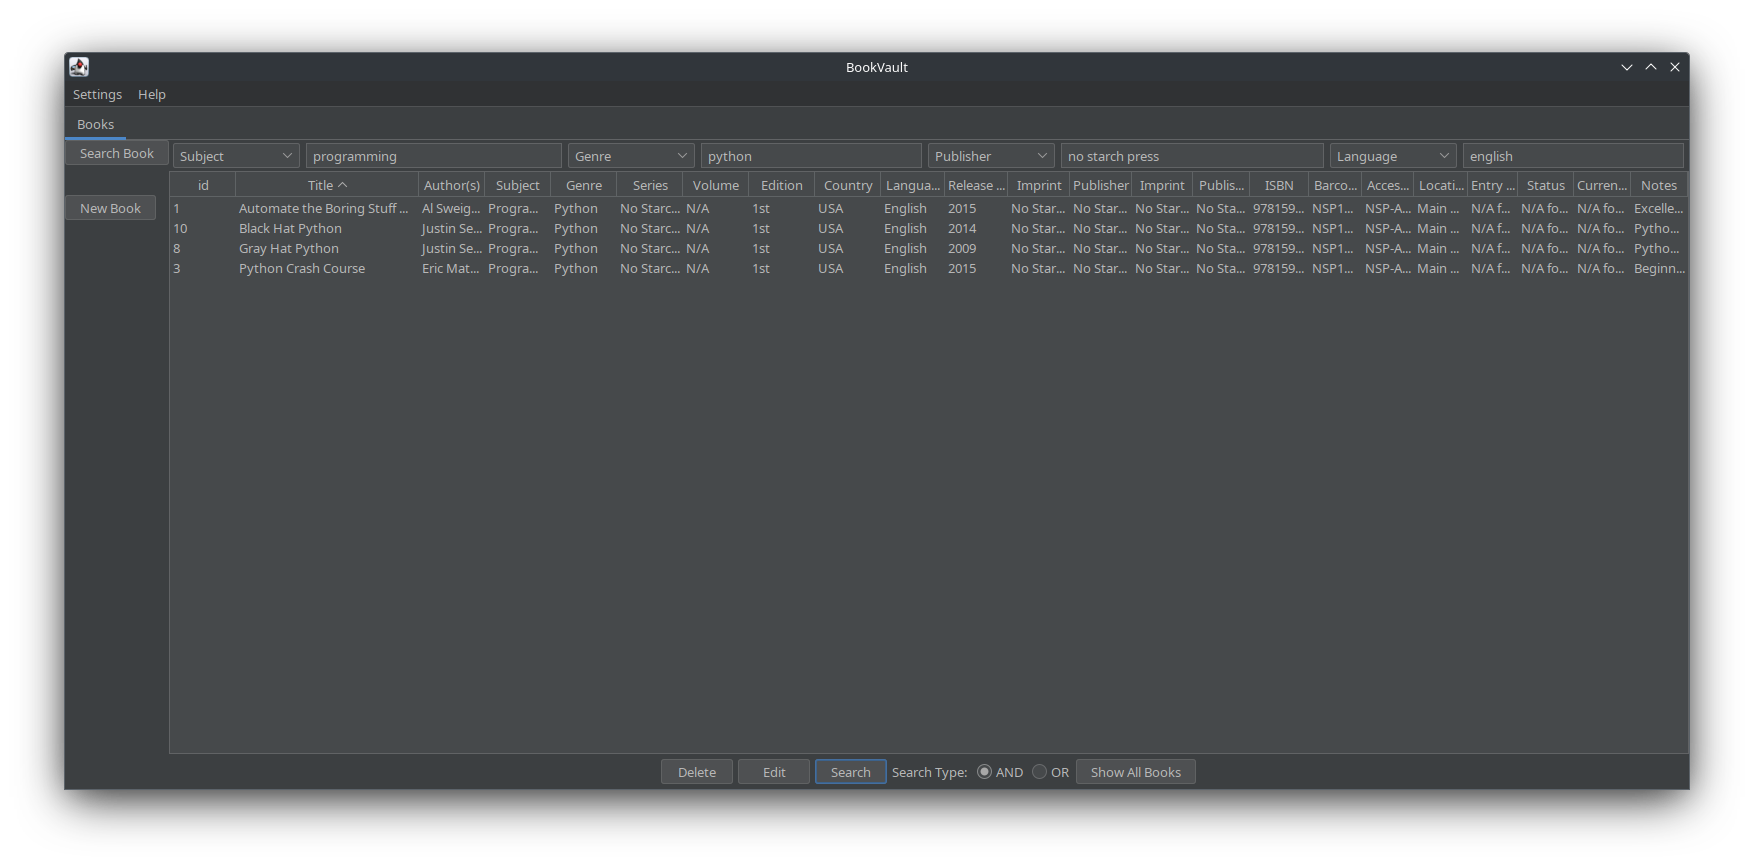 BookVault
Settings Help
Books
Search Book Subject programming Genre python Publisher no starch press Language english
id Title Author(s) Subject Genre Series Volume Edition Country Langua... Release ... Imprint Publisher Imprint Publis... ISBN Barco... Acces... Locati... Entry ... Status Curren... Notes
New Book
1 Automate the Boring Stuff ... Al Sweig... Progra... Python No Starc... N/A 1st USA English 2015 No Star... No Star... No Star... No Sta... 978159... NSP1... NSP-A... Main ... N/A f... N/A fo... N/A fo... Excelle...
10 Black Hat Python Justin Se... Progra... Python No Starc... N/A 1st USA English 2014 No Star... No Star... No Star... No Sta... 978159... NSP1... NSP-A... Main ... N/A f... N/A fo... N/A fo... Pytho...
8 Gray Hat Python Justin Se... Progra... Python No Starc... N/A 1st USA English 2009 No Star... No Star... No Star... No Sta... 978159... NSP1... NSP-A... Main ... N/A f... N/A fo... N/A fo... Pytho...
3 Python Crash Course Eric Mat... Progra... Python No Starc... N/A 1st USA English 2015 No Star... No Star... No Star... No Sta... 978159... NSP1... NSP-A... Main ... N/A f... N/A fo... N/A fo... Beginn...
Delete Edit Search Search Type: AND OR Show All Books